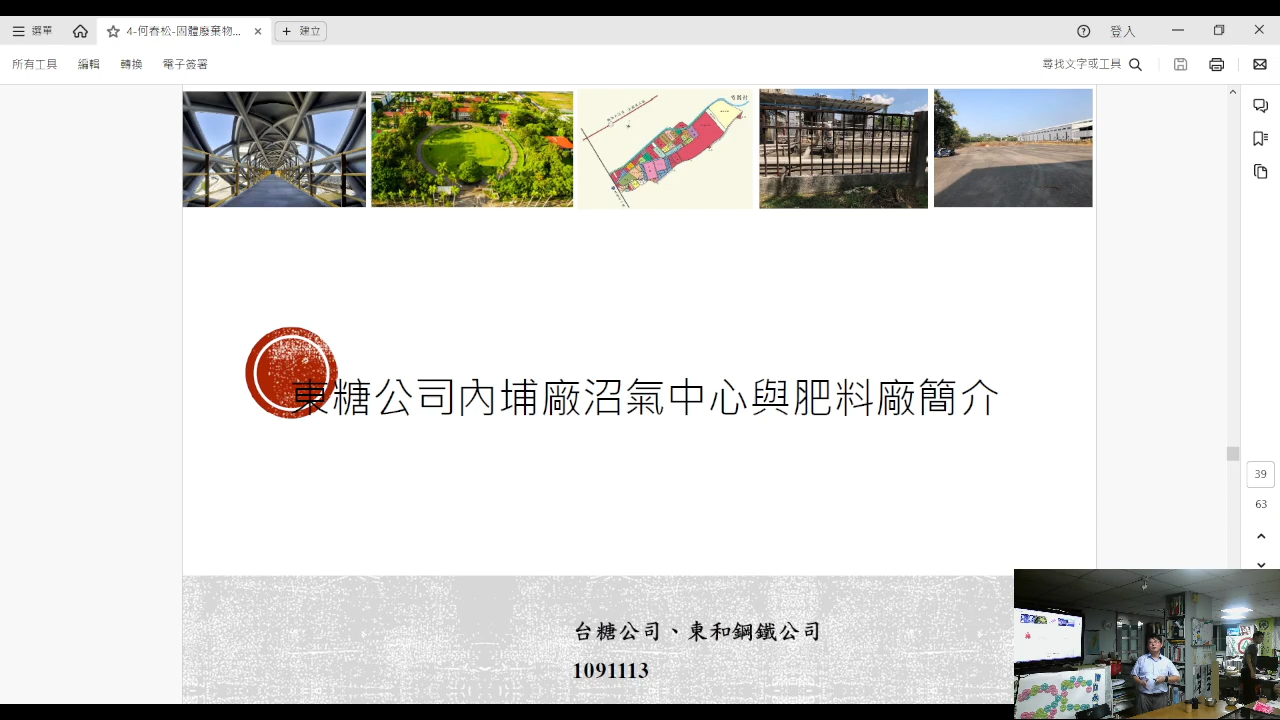 選單
4-何春松-固體廢棄物...
建立
登入
所有工具
編輯
轉換
電子簽署
尋找文字或工具
東糖公司內埔廠沼氣中心與肥料廠簡介
39
63
台糖公司、東和鋼鐵公司
1091113